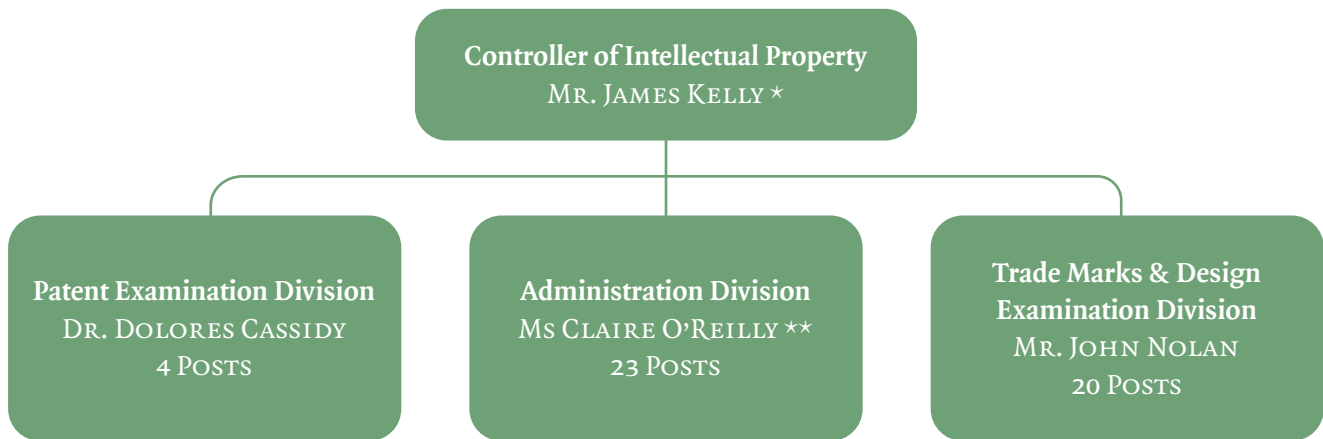 Controller of Intellectual Property
Mr. James Kelly *
Patent Examination Division
Dr. Dolores Cassidy
4 Posts
Administration Division
Ms Claire O’Reilly **
23 Posts
Trade Marks & Design
Examination Division
Mr. John Nolan
20 Posts